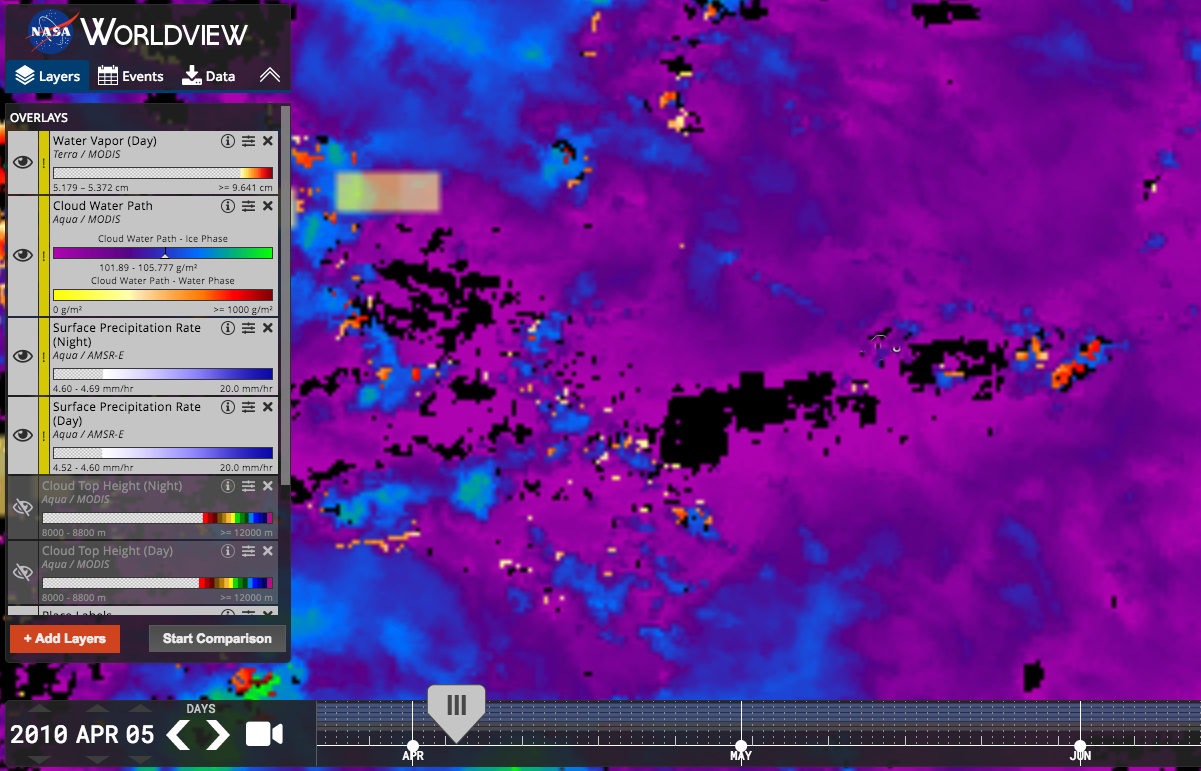 NASA WORLDVIEW
Layers Events Data
OVERLAYS
Water Vapor (Day)
Terra / MODIS
5.179 – 5.372 cm >= 9.641 cm
Cloud Water Path
Aqua / MODIS
Cloud Water Path - Ice Phase
101.89 - 105.777 g/m²
Cloud Water Path - Water Phase
0 g/m² >= 1000 g/m²
Surface Precipitation Rate
(Night)
Aqua / AMSR-E
4.60 - 4.69 mm/hr 20.0 mm/hr
Surface Precipitation Rate
(Day)
Aqua / AMSR-E
4.52 - 4.60 mm/hr 20.0 mm/hr
Cloud Top Height (Night)
Aqua / MODIS
8000 - 8800 m >= 12000 m
Cloud Top Height (Day)
Aqua / MODIS
8000 - 8800 m >= 12000 m
Place Labels
+ Add Layers Start Comparison
DAYS
2010 APR 05
APR MAY JUN